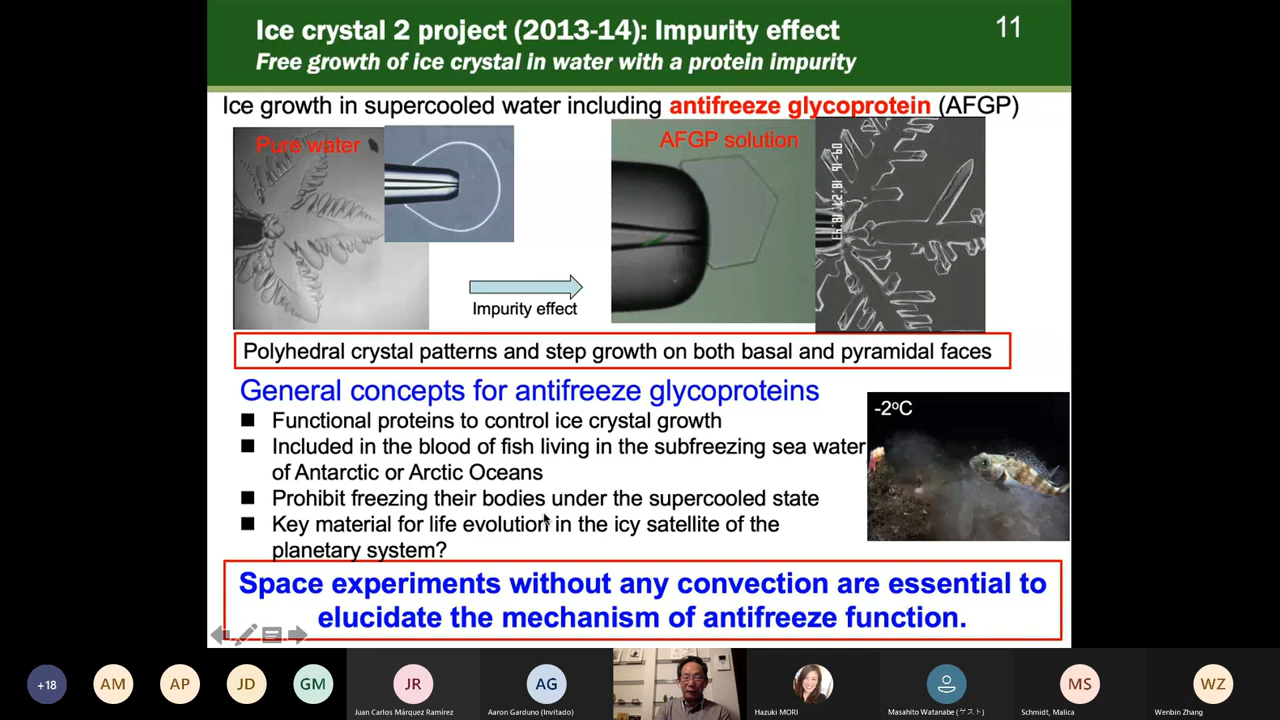 Ice crystal 2 project (2013-14): Impurity effect
11
Free growth of ice crystal in water with a protein impurity
Ice growth in supercooled water including antifreeze glycoprotein (AFGP)
Pure water
AFGP solution
Impurity effect
Polyhedral crystal patterns and step growth on both basal and pyramidal faces
General concepts for antifreeze glycoproteins
Functional proteins to control ice crystal growth
Included in the blood of fish living in the subfreezing sea water
of Antarctic or Arctic Oceans
Prohibit freezing their bodies under the supercooled state
Key material for life evolution in the icy satellite of the
planetary system?
-2°C
Space experiments without any convection are essential to
elucidate the mechanism of antifreeze function.
+18
AM
AP
JD
GM
JR
AG
MS
WZ
Juan Carlos Márquez Ramírez
Aaron Garduno (Invitado)
Hazuki MORI
Masahito Watanabe (ゲスト)
Schmidt, Malica
Wenbin Zhang